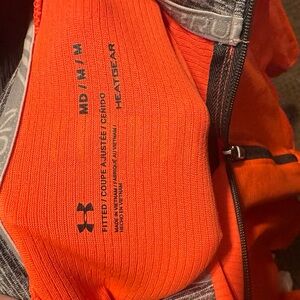 MD / M / M
HEATGEAR
FITTED / COUPE AJUSTÉE / CEÑIDO
MADE IN VIETNAM / FABRIQUÉ AU VIETNAM /
HECHO EN VIETNAM